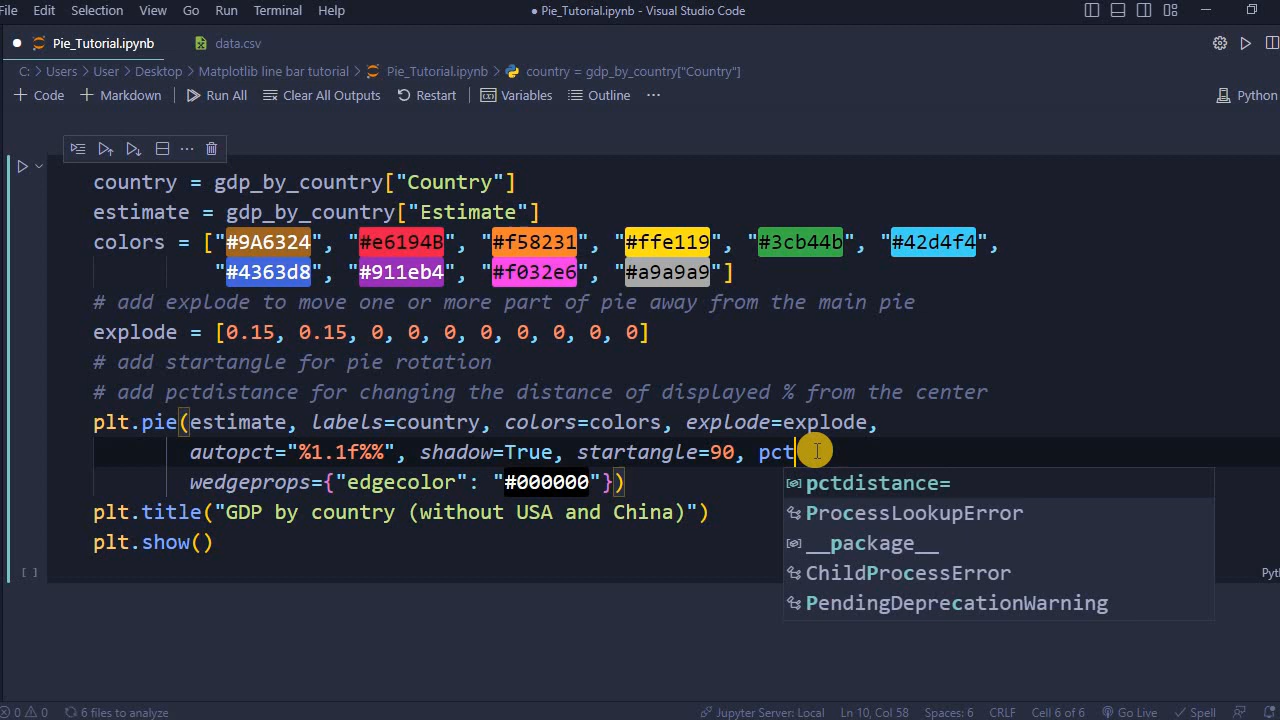 File Edit Selection View Go Run Terminal Help ● Pie_Tutorial.ipynb - Visual Studio Code
● Pie_Tutorial.ipynb data.csv
C: > Users > User > Desktop > Matplotlib line bar tutorial > Pie_Tutorial.ipynb > country = gdp_by_country["Country"]
+ Code + Markdown Run All Clear All Outputs Restart Variables Outline ···
country = gdp_by_country["Country"]
estimate = gdp_by_country["Estimate"]
colors = ["#9A6324", "#e6194B", "#f58231", "#ffe119", "#3cb44b", "#42d4f4",
"#4363d8", "#911eb4", "#f032e6", "#a9a9a9"]
# add explode to move one or more part of pie away from the main pie
explode = [0.15, 0.15, 0, 0, 0, 0, 0, 0, 0, 0]
# add startangle for pie rotation
# add pctdistance for changing the distance of displayed % from the center
plt.pie(estimate, labels=country, colors=colors, explode=explode,
autopct="%1.1f%%", shadow=True, startangle=90, pct
wedgeprops={"edgecolor": "#000000"})
plt.title("GDP by country (without USA and China)")
plt.show()
pctdistance=
ProcessLookupError
__package__
ChildProcessError
PendingDeprecationWarning
[ ]
0 0 6 files to analyze Jupyter Server: Local Ln 10, Col 58 Spaces: 6 CRLF Cell 6 of 6 Go Live Spell
Python